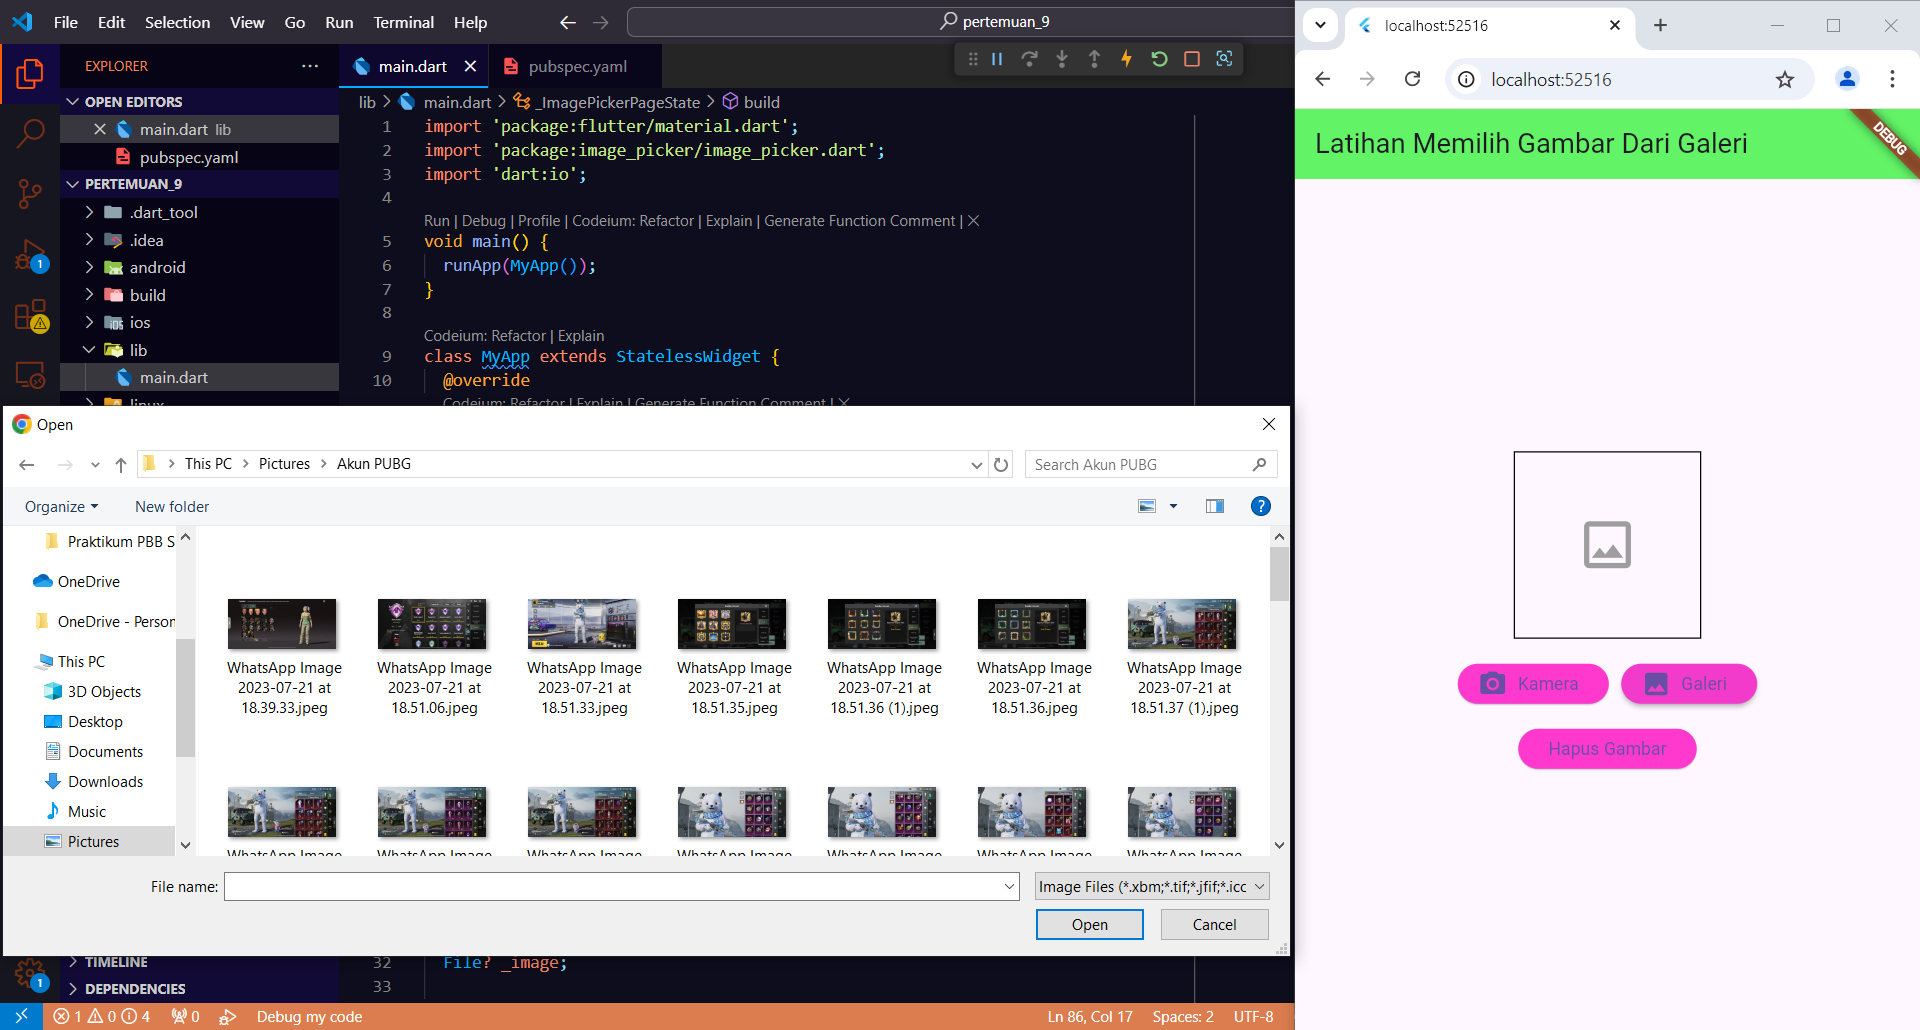 File Edit Selection View Go Run Terminal Help
pertemuan_9
EXPLORER
OPEN EDITORS
main.dart lib
pubspec.yaml
PERTEMUAN_9
.dart_tool
.idea
android
build
ios
lib
main.dart
linux
main.dart
pubspec.yaml
lib main.dart _ImagePickerPageState build
1 import 'package:flutter/material.dart';
2 import 'package:image_picker/image_picker.dart';
3 import 'dart:io';
4
Run | Debug | Profile | Codeium: Refactor | Explain | Generate Function Comment | X
5 void main() {
6 runApp(MyApp());
7 }
8
Codeium: Refactor | Explain
9 class MyApp extends StatelessWidget {
10 @override
Codeium: Refactor | Explain | Generate Function Comment | X
Open
This PC Pictures Akun PUBG
Search Akun PUBG
Organize New folder
Praktikum PBB S
OneDrive
OneDrive - Person
This PC
3D Objects
Desktop
Documents
Downloads
Music
Pictures
WhatsApp Image
2023-07-21 at
18.39.33.jpeg
WhatsApp Image
2023-07-21 at
18.51.06.jpeg
WhatsApp Image
2023-07-21 at
18.51.33.jpeg
WhatsApp Image
2023-07-21 at
18.51.35.jpeg
WhatsApp Image
2023-07-21 at
18.51.36 (1).jpeg
WhatsApp Image
2023-07-21 at
18.51.36.jpeg
WhatsApp Image
2023-07-21 at
18.51.37 (1).jpeg
WhatsApp Image
WhatsApp Image
WhatsApp Image
WhatsApp Image
WhatsApp Image
WhatsApp Image
WhatsApp Image
File name:
Image Files (*.xbm;*.tif;*.jfif;*.icc
Open
Cancel
TIMELINE
DEPENDENCIES
32 File? _image;
33
1
1
1 0 4 0 Debug my code
Ln 86, Col 17 Spaces: 2 UTF-8
localhost:52516
localhost:52516
Latihan Memilih Gambar Dari Galeri
DEBUG
Kamera
Galeri
Hapus Gambar